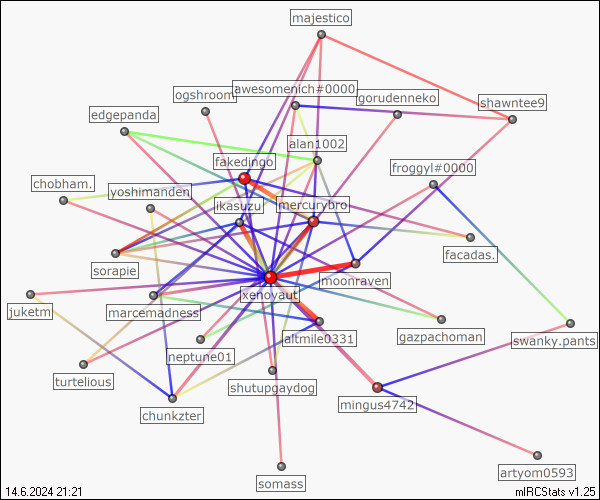 majestico
awesomenich#0000
ogshroom
gorudenneko
shawntee9
edgepanda
alan1002
fakedingo
froggyl#0000
chobham.
yoshimanden
ikasuzu
mercurybro
sorapie
facadas.
moonraven
xenoyaut
juketm
marcemadness
altmile0331
gazpachoman
swanky.pants
neptune01
turtelious
shutupgaydog
mingus4742
chunkzter
artyom0593
somass
14.6.2024 21:21
mIRCStats v1.25